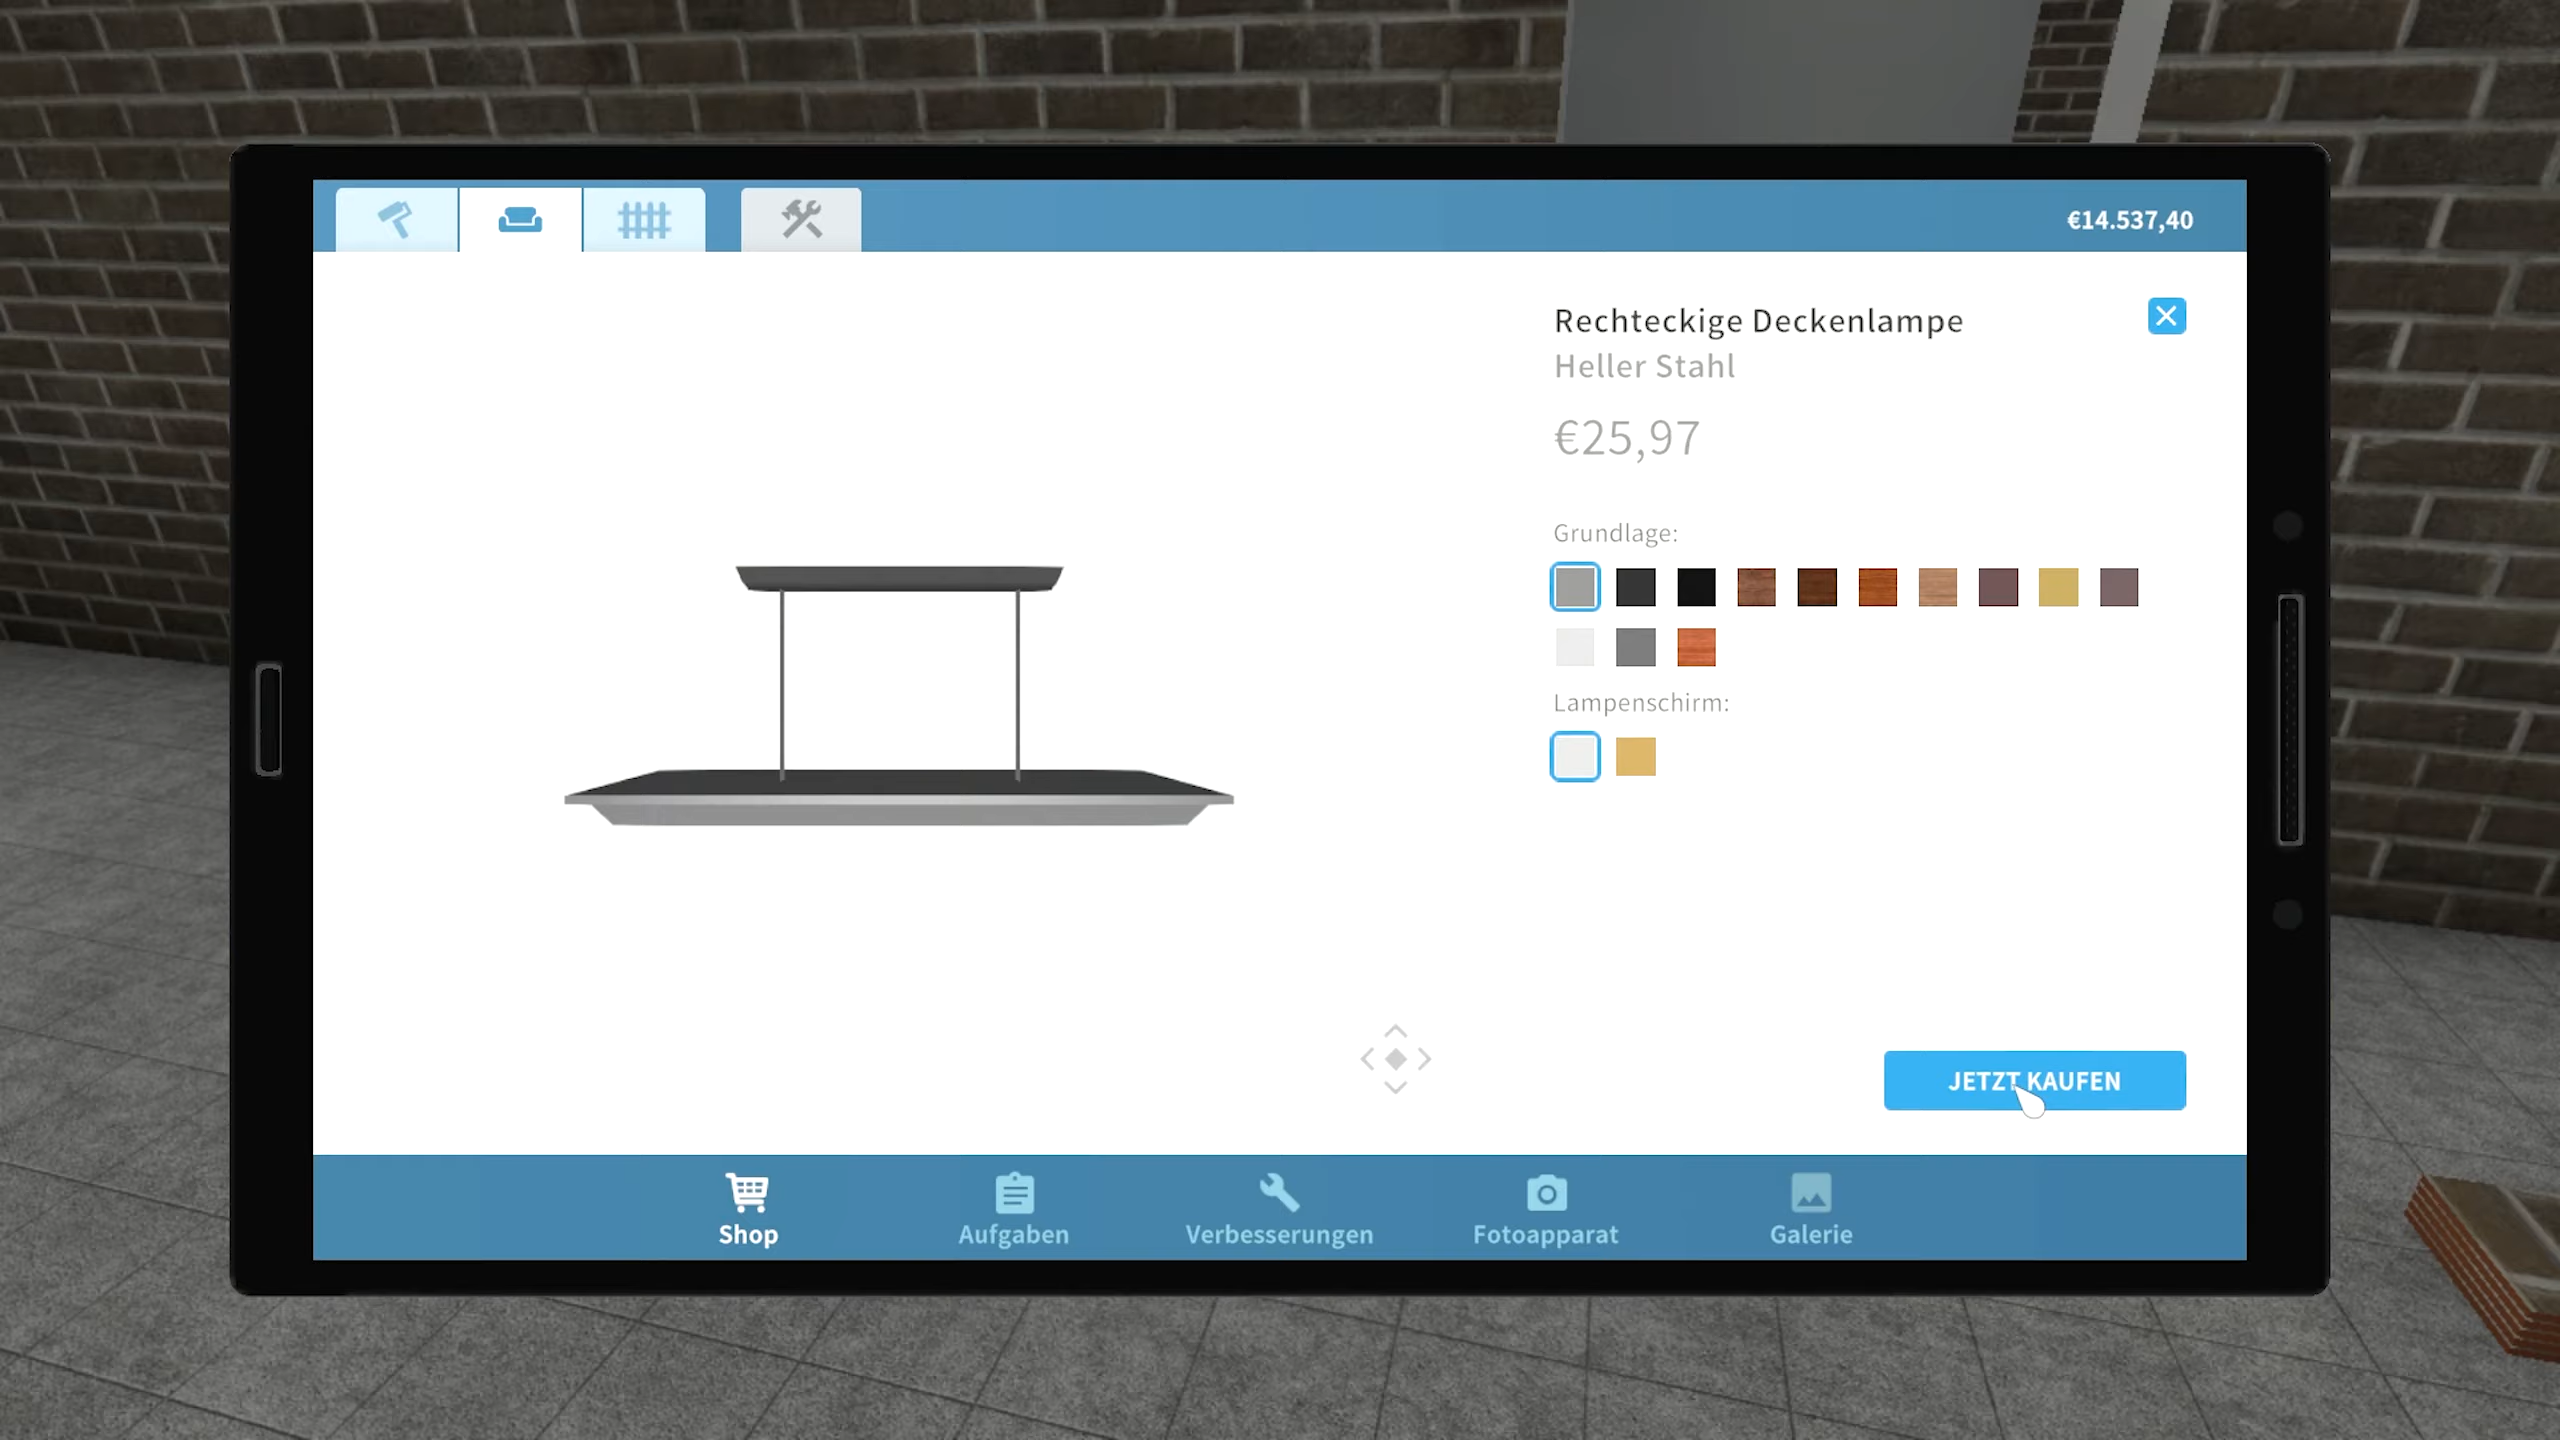 €14.537,40
Rechteckige Deckenlampe
Heller Stahl
€25,97
Grundlage:
Lampenschirm:
JETZT KAUFEN
Shop
Aufgaben
Verbesserungen
Fotoapparat
Galerie